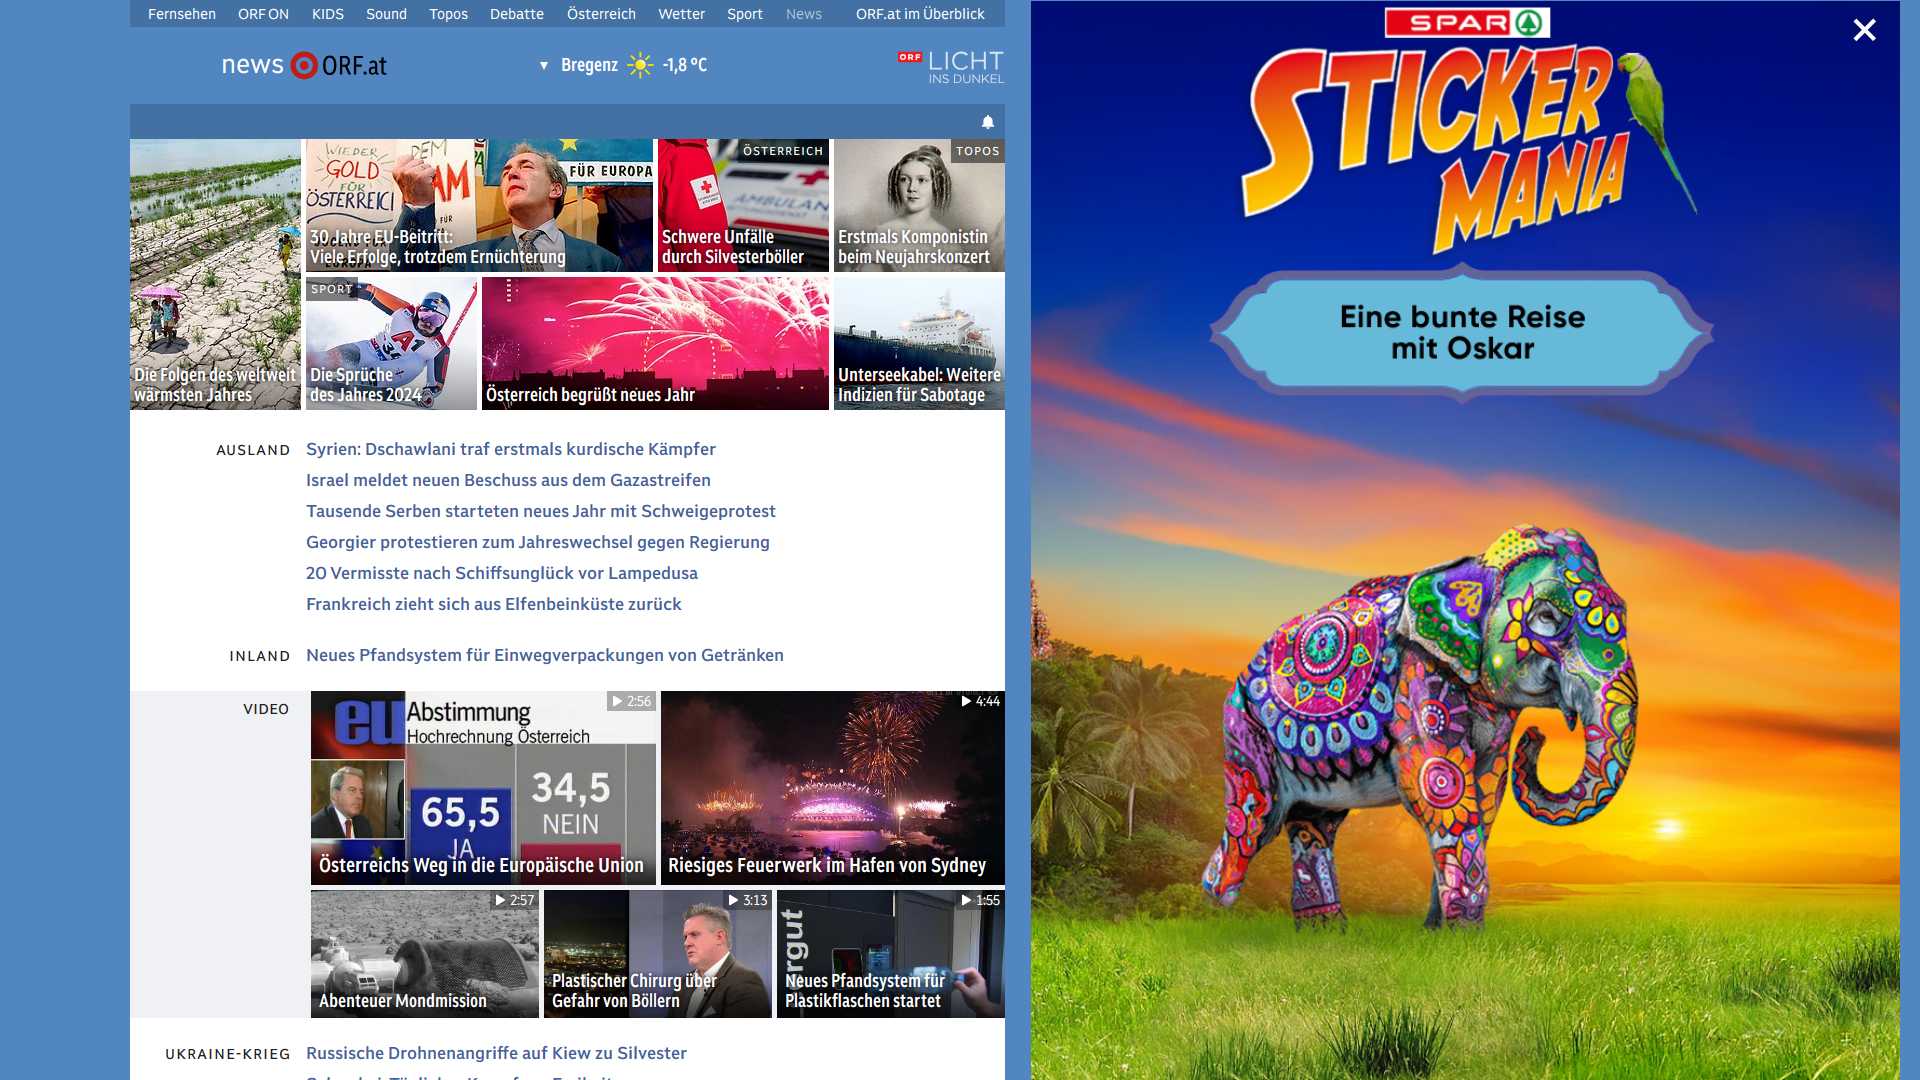 Fernsehen ORF ON KIDS Sound Topos Debatte Österreich Wetter Sport News ORF.at im Überblick
news ORF.at
Bregenz -1,8 °C
ORF LICHT
INS DUNKEL
Die Folgen des weltweit
wärmsten Jahres
WIEDER
GOLD
FÜR
ÖSTERREICH
DEM
FÜR EUROPA
30 Jahre EU-Beitritt:
Viele Erfolge, trotzdem Ernüchterung
ÖSTERREICH
AMBULAN
Schwere Unfälle
durch Silvesterböller
TOPOS
Erstmals Komponistin
beim Neujahrskonzert
SPORT
Die Sprüche
des Jahres 2024
Österreich begrüßt neues Jahr
Unterseekabel: Weitere
Indizien für Sabotage
AUSLAND
Syrien: Dschawlani traf erstmals kurdische Kämpfer
Israel meldet neuen Beschuss aus dem Gazastreifen
Tausende Serben starteten neues Jahr mit Schweigeprotest
Georgier protestieren zum Jahreswechsel gegen Regierung
20 Vermisste nach Schiffsunglück vor Lampedusa
Frankreich zieht sich aus Elfenbeinküste zurück
INLAND
Neues Pfandsystem für Einwegverpackungen von Getränken
VIDEO
eu Abstimmung
Hochrechnung Österreich
2:56
65,5
JA
34,5
NEIN
Österreichs Weg in die Europäische Union
4:44
Riesiges Feuerwerk im Hafen von Sydney
2:57
Abenteuer Mondmission
3:13
Plastischer Chirurg über
Gefahr von Böllern
1:55
ergut
Neues Pfandsystem für
Plastikflaschen startet
UKRAINE-KRIEG
Russische Drohnenangriffe auf Kiew zu Silvester
SPAR
STICKER
MANIA
Eine bunte Reise
mit Oskar